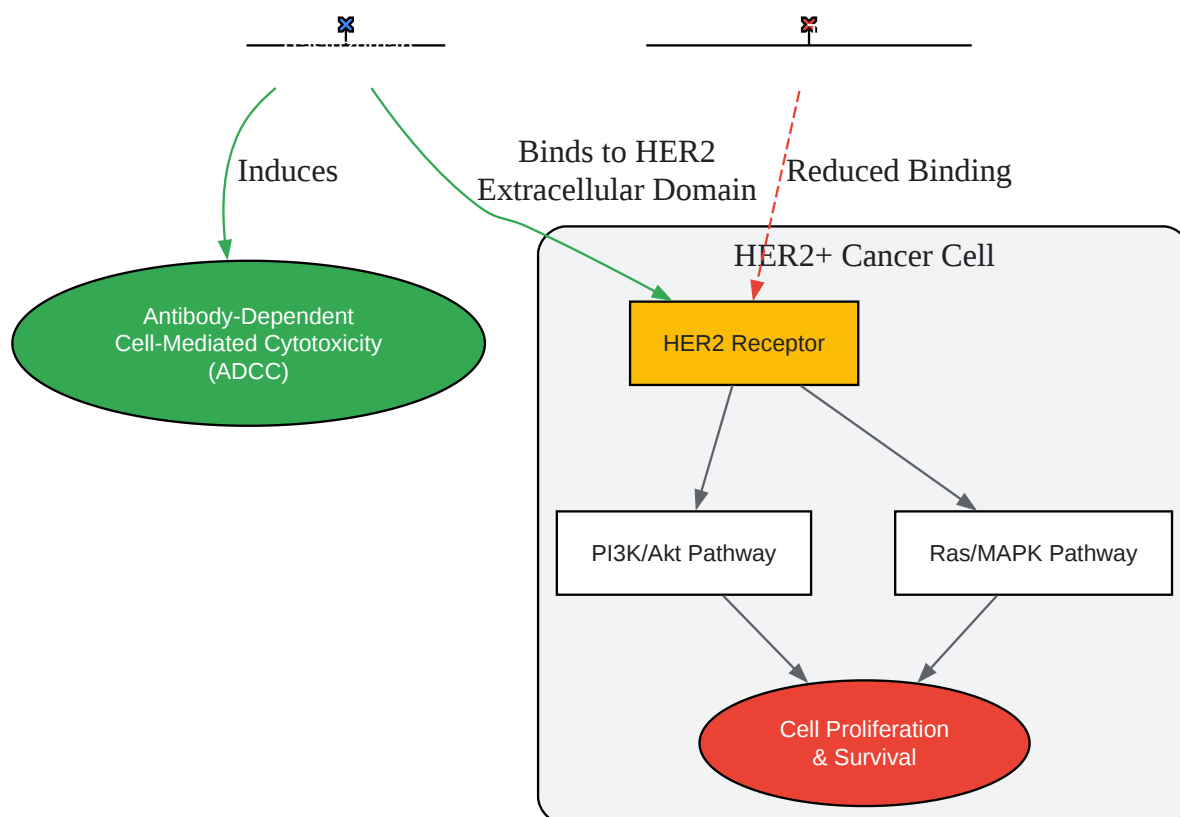 Induces
Binds to HER2
Extracellular Domain
Reduced Binding
HER2+ Cancer Cell
Antibody-Dependent
Cell-Mediated Cytotoxicity
(ADCC)
HER2 Receptor
PI3K/Akt Pathway
Ras/MAPK Pathway
Cell Proliferation
& Survival